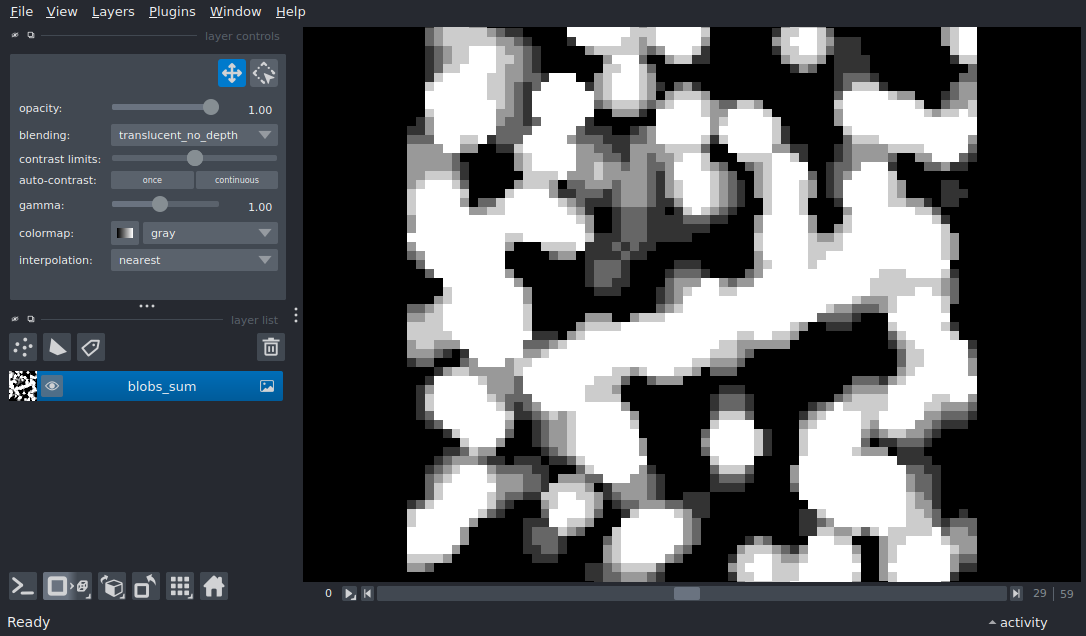 File View Layers Plugins Window Help
layer controls
opacity: 1.00
blending: translucent_no_depth
contrast limits:
auto-contrast: once continuous
gamma: 1.00
colormap: gray
interpolation: nearest
layer list
blobs_sum
0 29 59
Ready activity